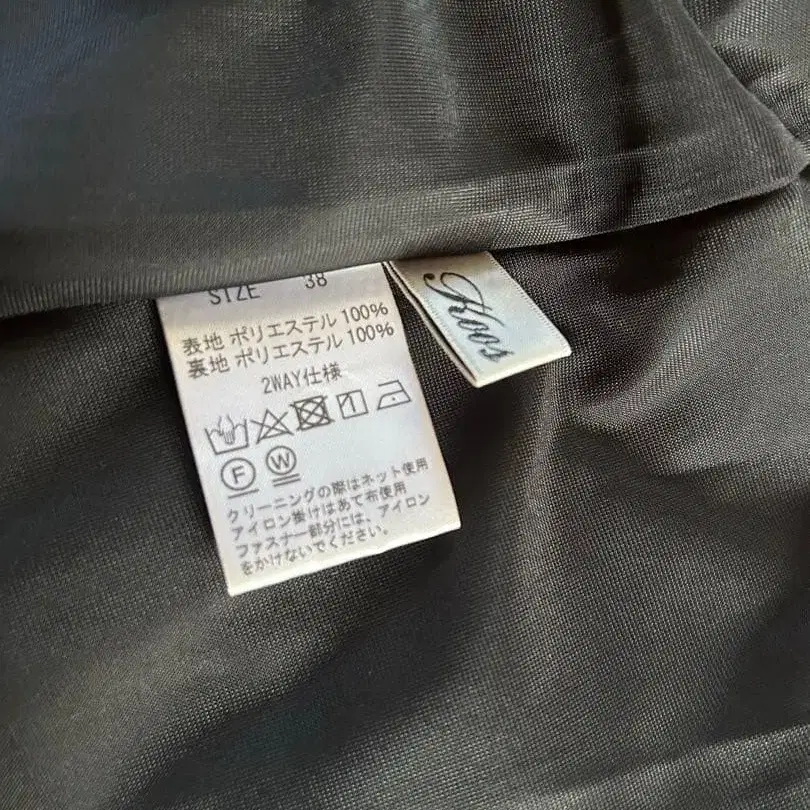 SIZE 38
表地 ポリエステル 100%
裏地 ポリエステル 100%
2WAY仕様
F W
クリーニングの際はネット使用
アイロン掛けはあて布使用
ファスナー部分には、アイロン
をかけないでください。
Koos